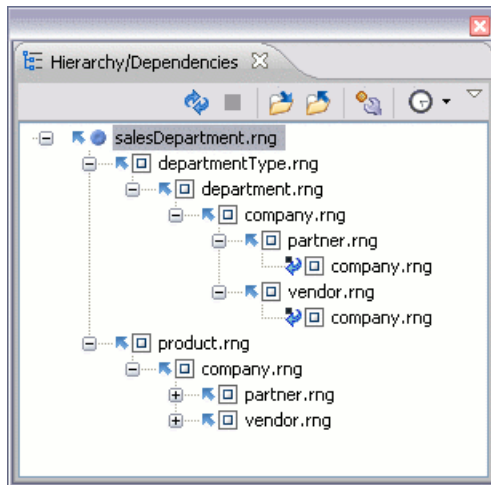 Hierarchy/Dependencies
salesDepartment.rng
departmentType.rng
department.rng
company.rng
partner.rng
company.rng
vendor.rng
company.rng
product.rng
company.rng
partner.rng
vendor.rng